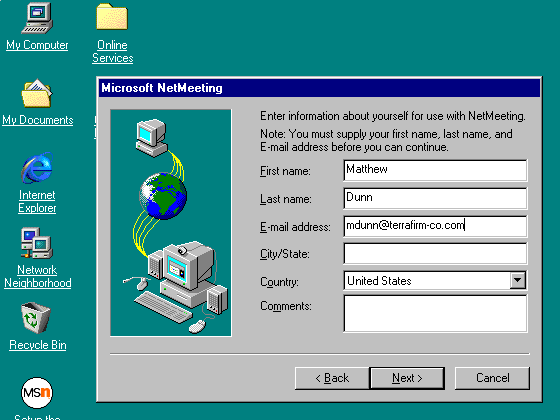 My Computer
Online
Services
My Documents
Internet
Explorer
Network
Neighborhood
Recycle Bin
MSn
Setup the
Microsoft NetMeeting
Enter information about yourself for use with NetMeeting.
Note: You must supply your first name, last name, and
E-mail address before you can continue.
First name: Matthew
Last name: Dunn
E-mail address: mdunn@terrafirm-co.com
City/State:
Country: United States
Comments:
< Back Next > Cancel